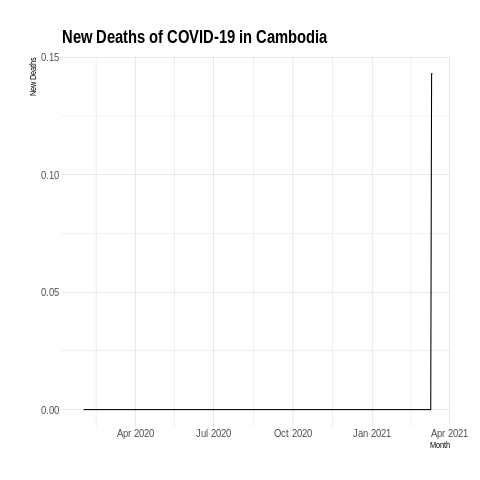 New Deaths of COVID-19 in Cambodia
New Deaths
0.15
0.10
0.05
0.00
Apr 2020 Jul 2020 Oct 2020 Jan 2021 Apr 2021
Month